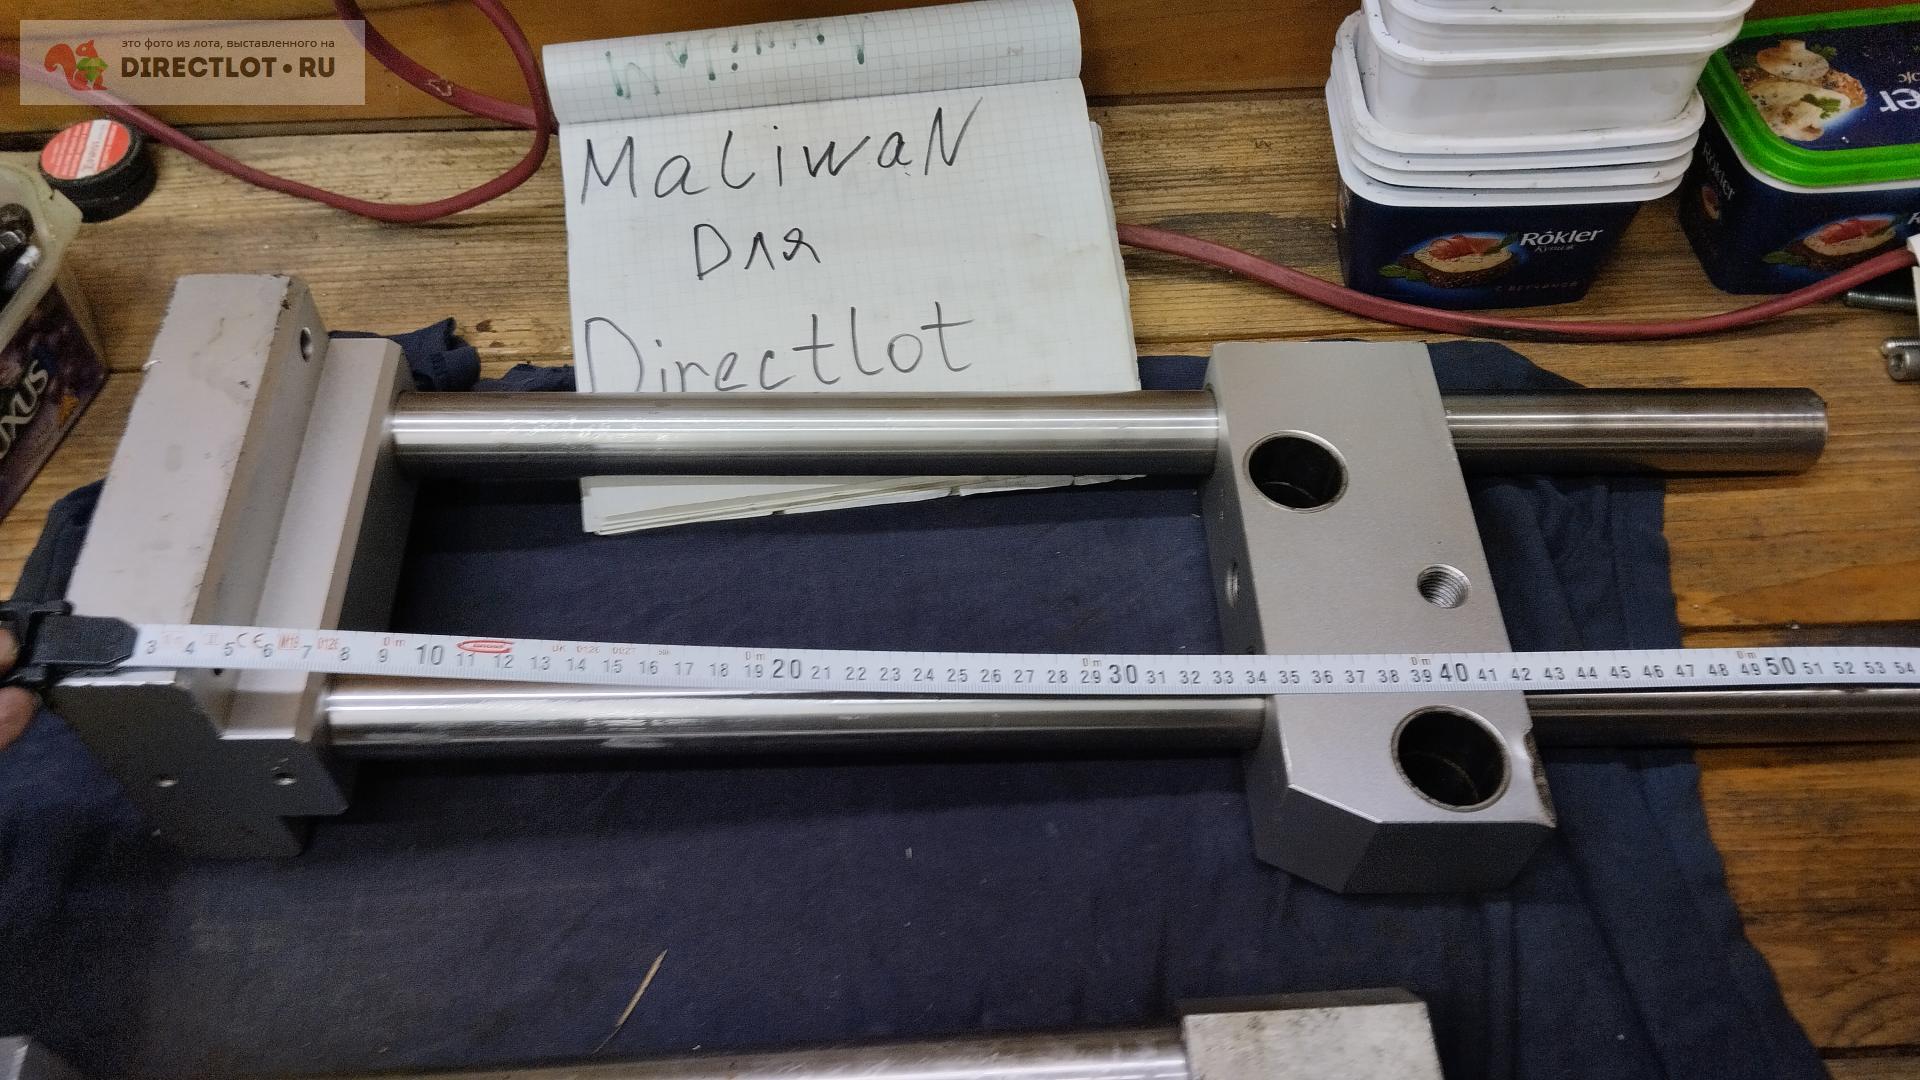 это фото из лота, выставленного на
DIRECTLOT • RU
Maliwan
Для
Directlot
Rökler
Rökler
3 4 5 CE 6 7 8 9 10 11 12 13 14 15 16 17 18 19 20 21 22 23 24 25 26 27 28 29 30 31 32 33 34 35 36 37 38 39 40 41 42 43 44 45 46 47 48 49 50 51 52 53 54